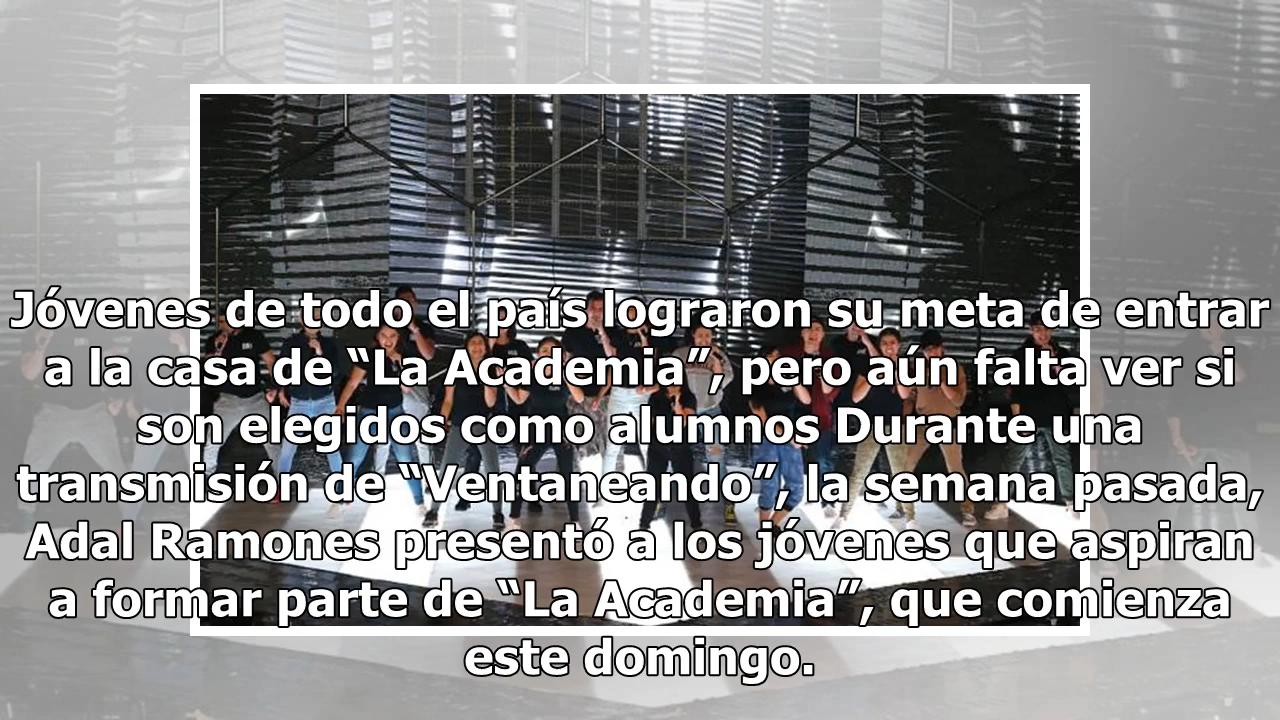 Jóvenes de todo el país lograron su meta de entrar
a la casa de “La Academia”, pero aún falta ver si
son elegidos como alumnos Durante una
transmisión de “Ventaneando”, la semana pasada,
Adal Ramones presentó a los jóvenes que aspiran
a formar parte de “La Academia”, que comienza
este domingo.